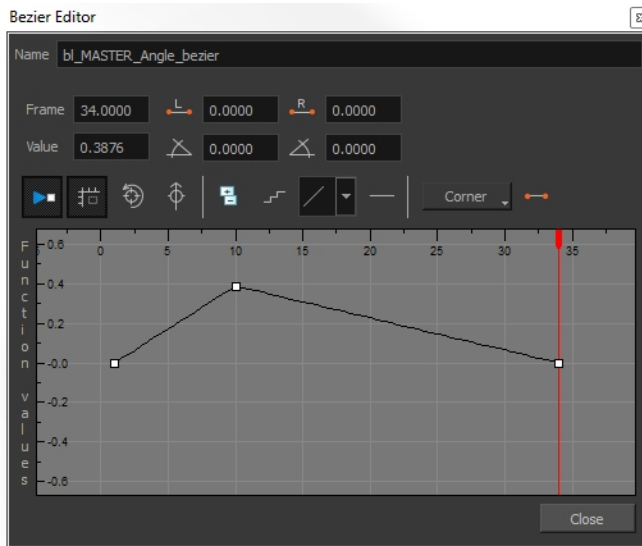 Bezier Editor
Name bl_MASTER_Angle_bezier
Frame 34.0000 L 0.0000 R 0.0000
Value 0.3876 0.0000 0.0000
Corner
0 5 10 15 20 25 30 35
0.6
0.4
0.2
-0.0
-0.2
-0.4
-0.6
Function values
Close